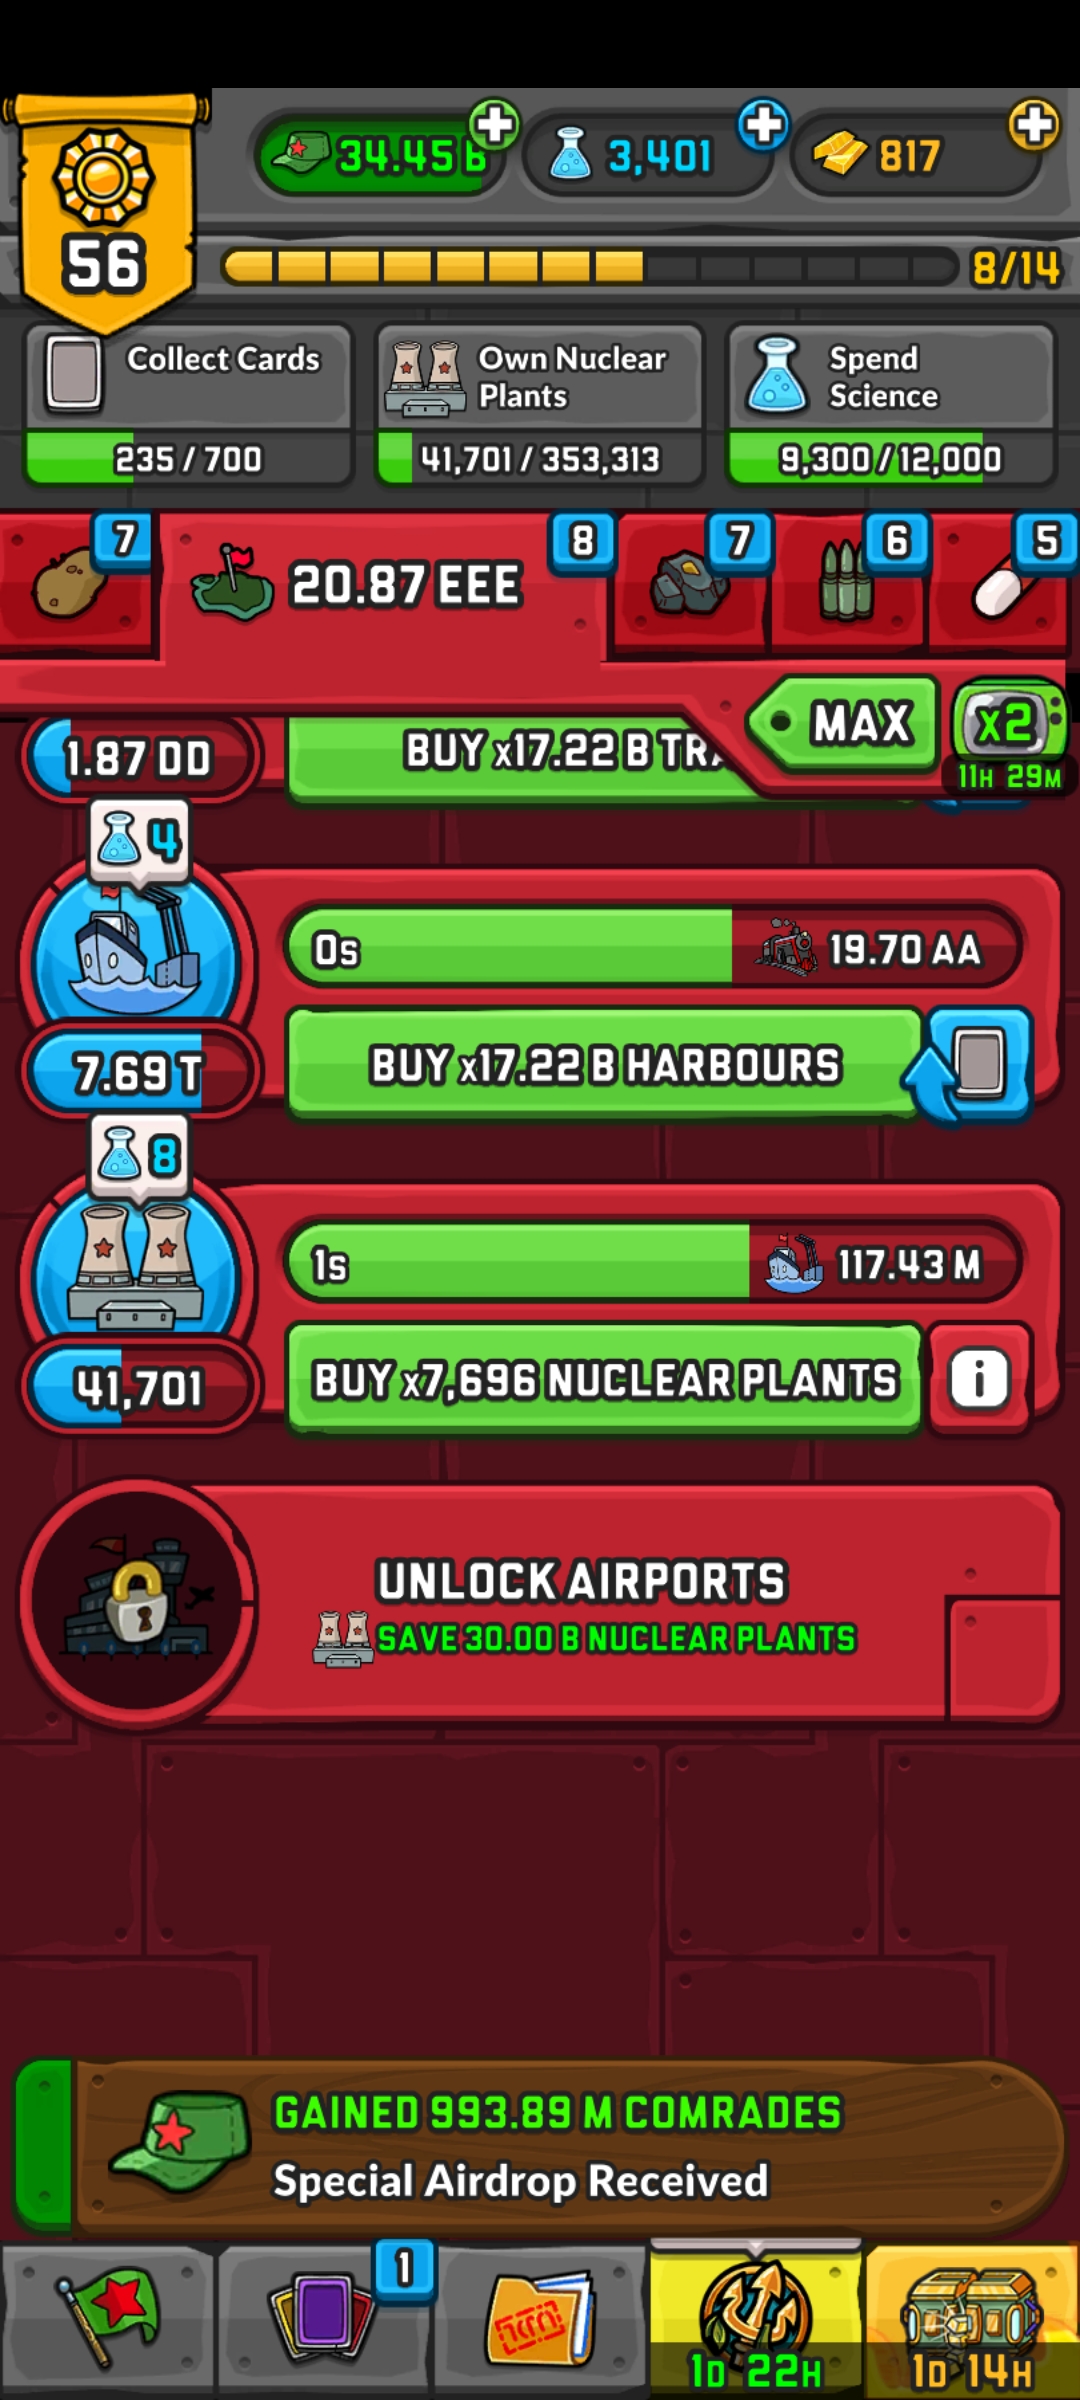 56
34.45 B
3,401
817
8/14
Collect Cards
235 / 700
Own Nuclear
Plants
41,701 / 353,313
Spend
Science
9,300 / 12,000
7
20.87 EEE
8
7
6
5
MAX
x2
11H 29M
1.87 DD
BUY x17.22 B
4
0s
19.70 AA
7.69 T
BUY x17.22 B HARBOURS
8
1s
117.43 M
41,701
BUY x7,696 NUCLEAR PLANTS
i
UNLOCK AIRPORTS
SAVE 30.00 B NUCLEAR PLANTS
GAINED 993.89 M COMRADES
Special Airdrop Received
1
1D 22H
1D 14H